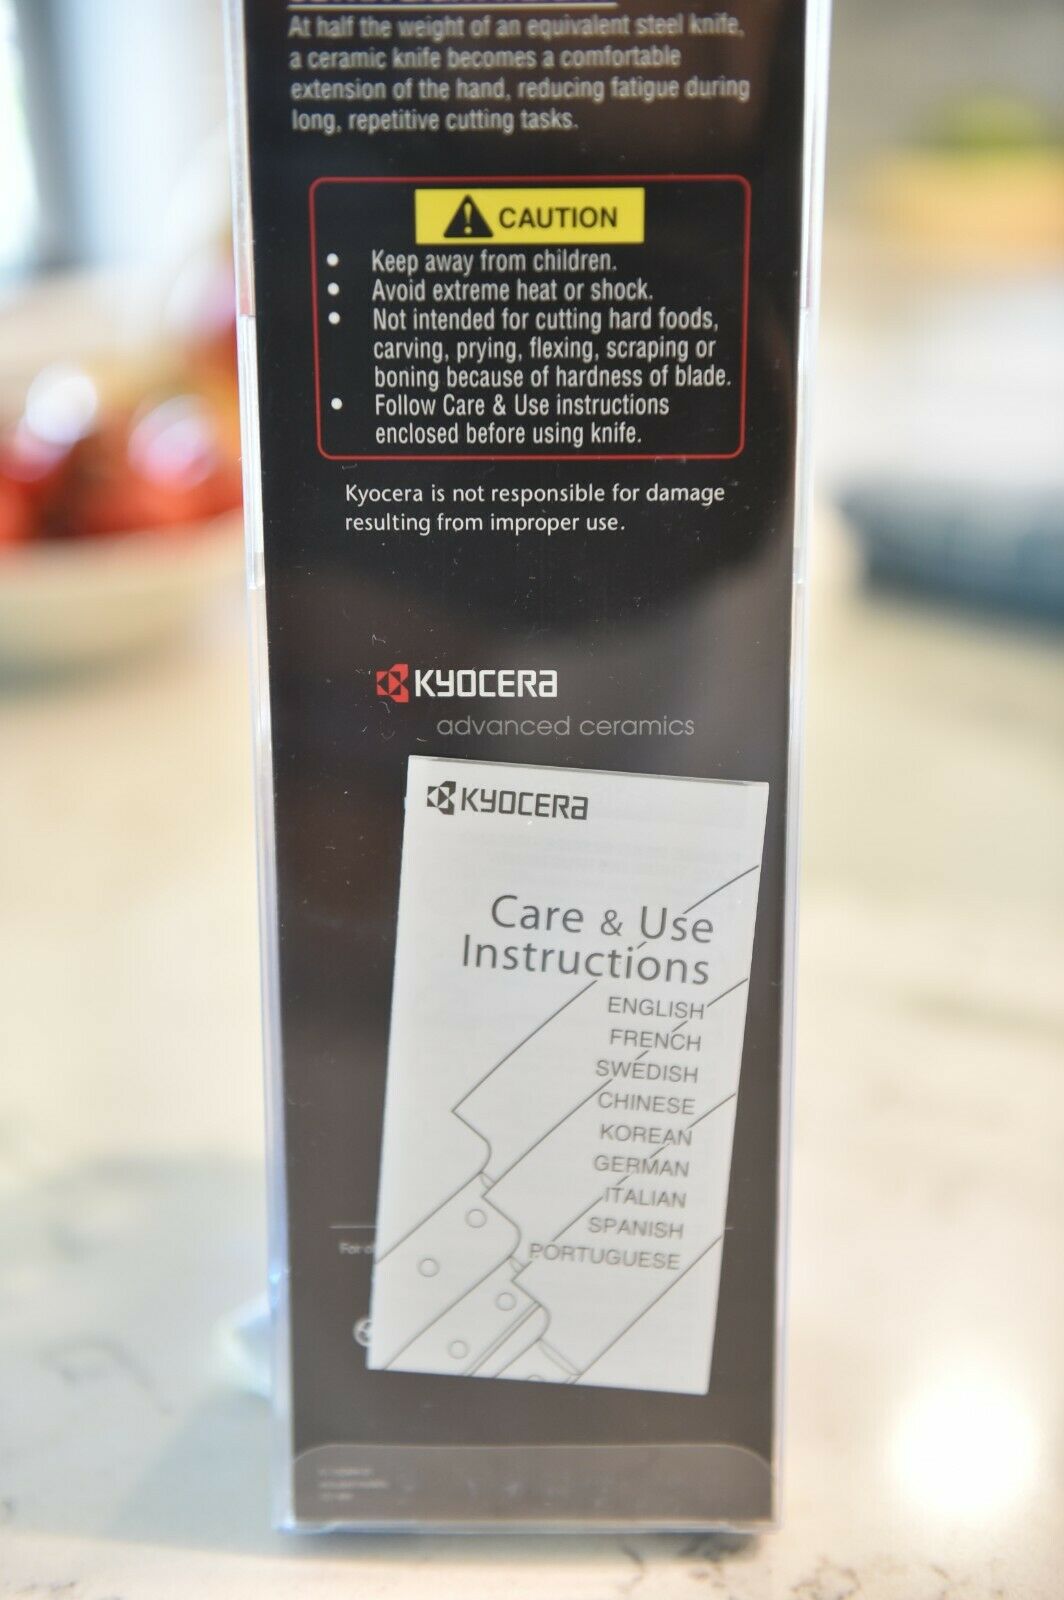 At half the weight of an equivalent steel knife,
a ceramic knife becomes a comfortable
extension of the hand, reducing fatigue during
long, repetitive cutting tasks.
CAUTION
• Keep away from children.
• Avoid extreme heat or shock.
• Not intended for cutting hard foods,
carving, prying, flexing, scraping or
boning because of hardness of blade.
• Follow Care & Use instructions
enclosed before using knife.
Kyocera is not responsible for damage
resulting from improper use.
KYOCERA
advanced ceramics
KYOCERA
Care & Use
Instructions
ENGLISH
FRENCH
SWEDISH
CHINESE
KOREAN
GERMAN
ITALIAN
SPANISH
PORTUGUESE
For